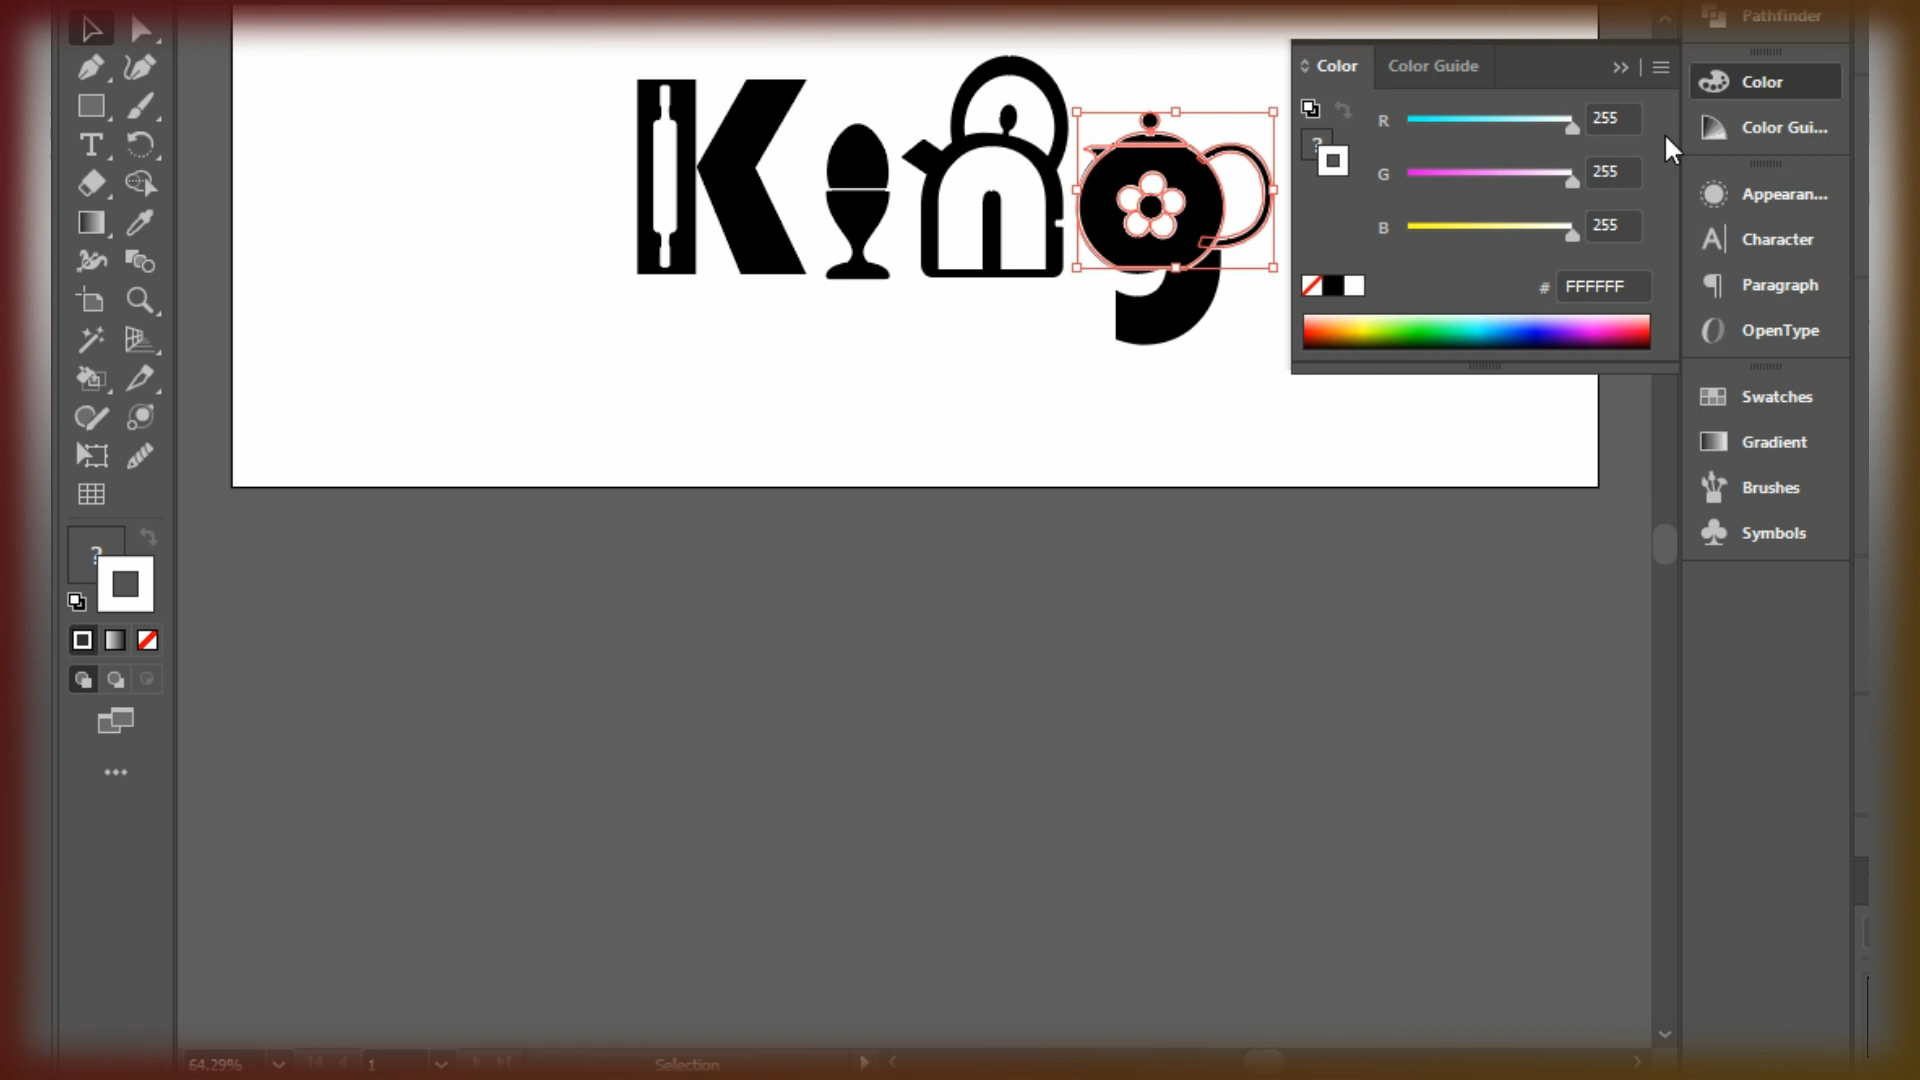 Pathfinder
Color
Color Guide
R
255
G
255
B
255
#
FFFFFF
King
T
?
?
Color
Color Gui...
Appearan...
Character
Paragraph
OpenType
Swatches
Gradient
Brushes
Symbols
64.29%
1
Selection